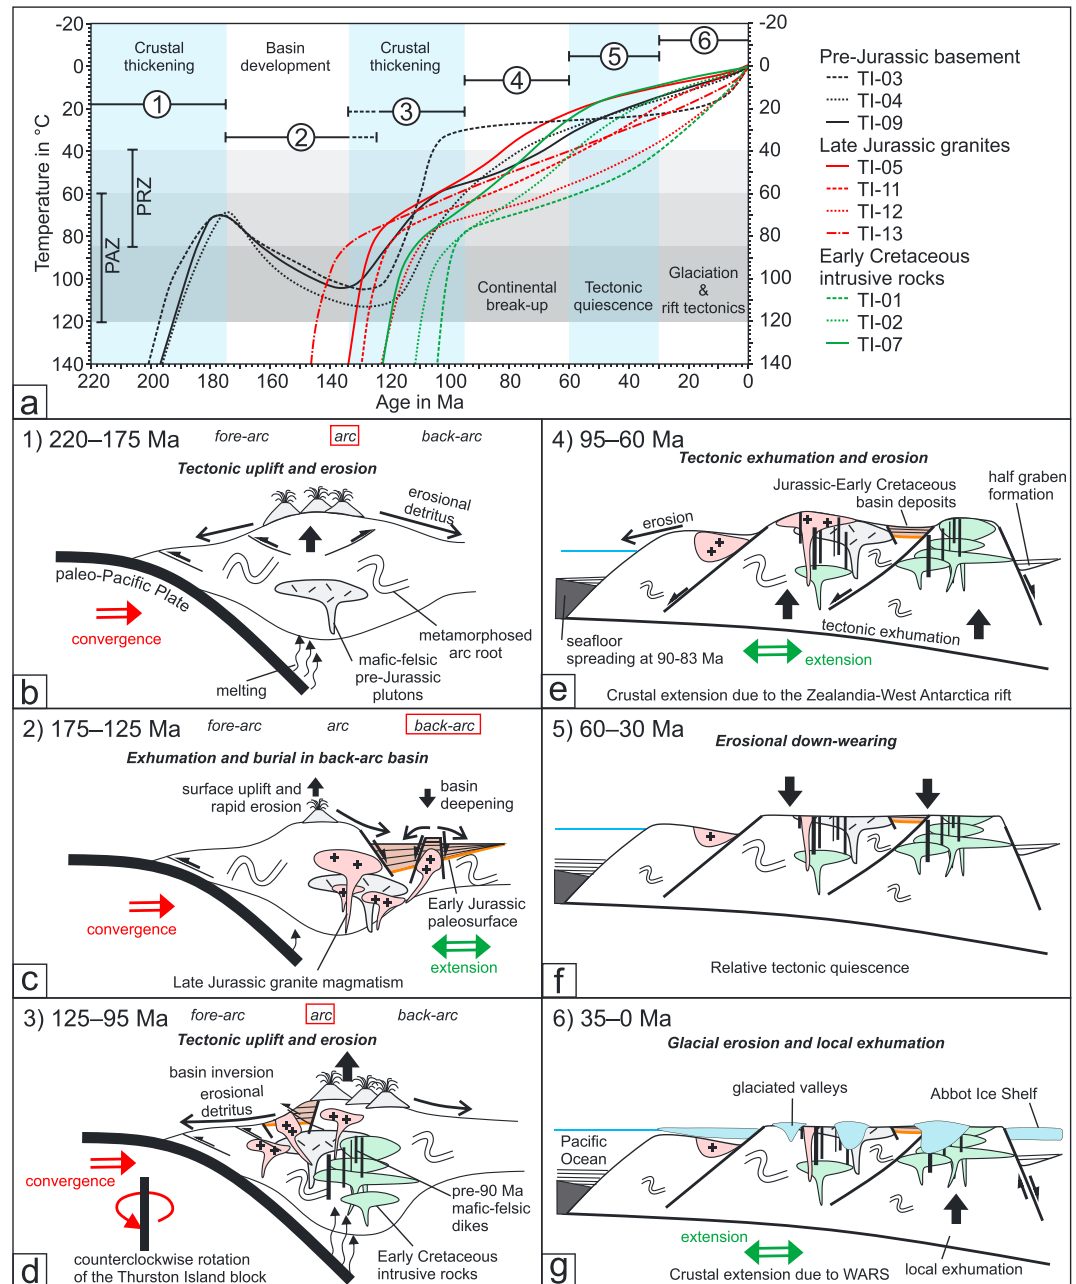 -20
0
20
40
60
80
100
120
140
Temperature in °C
-20
0
20
40
60
80
100
120
140
220
200
180
160
140
120
100
80
60
40
20
0
Age in Ma
Crustal
thickening
Basin
development
Crustal
thickening
1
2
3
4
5
6
PRZ
PAZ
Continental
break-up
Tectonic
quiescence
Glaciation
&
rift tectonics
Pre-Jurassic basement
TI-03
TI-04
TI-09
Late Jurassic granites
TI-05
TI-11
TI-12
TI-13
Early Cretaceous
intrusive rocks
TI-01
TI-02
TI-07
a
1) 220–175 Ma
fore-arc
arc
back-arc
Tectonic uplift and erosion
erosional
detritus
paleo-Pacific Plate
convergence
melting
mafic-felsic
pre-Jurassic
plutons
metamorphosed
arc root
b
2) 175–125 Ma
fore-arc
arc
back-arc
Exhumation and burial in back-arc basin
surface uplift and
rapid erosion
basin
deepening
convergence
Early Jurassic
paleosurface
extension
Late Jurassic granite magmatism
c
3) 125–95 Ma
fore-arc
arc
back-arc
Tectonic uplift and erosion
basin inversion
erosional
detritus
convergence
pre-90 Ma
mafic-felsic
dikes
Early Cretaceous
intrusive rocks
counterclockwise rotation
of the Thurston Island block
d
4) 95–60 Ma
Tectonic exhumation and erosion
Jurassic-Early Cretaceous
basin deposits
half graben
formation
erosion
seafloor
spreading at 90-83 Ma
tectonic exhumation
extension
Crustal extension due to the Zealandia-West Antarctica rift
e
5) 60–30 Ma
Erosional down-wearing
Relative tectonic quiescence
f
6) 35–0 Ma
Glacial erosion and local exhumation
glaciated valleys
Abbot Ice Shelf
Pacific
Ocean
extension
local exhumation
Crustal extension due to WARS
g